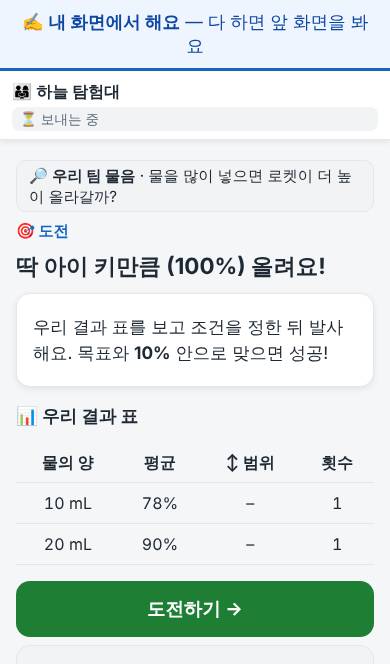 ✍️ 내 화면에서 해요 — 다 하면 앞 화면을 봐
요
👨‍👩‍👧 하늘 탐험대
⏳ 보내는 중
🔎 우리 팀 물음 · 물을 많이 넣으면 로켓이 더 높
이 올라갈까?
🎯 도전
딱 아이 키만큼 (100%) 올려요!
우리 결과 표를 보고 조건을 정한 뒤 발사
해요. 목표와 10% 안으로 맞으면 성공!
📊 우리 결과 표
물의 양 평균 ↕ 범위 횟수
10 mL 78% – 1
20 mL 90% – 1
도전하기 →